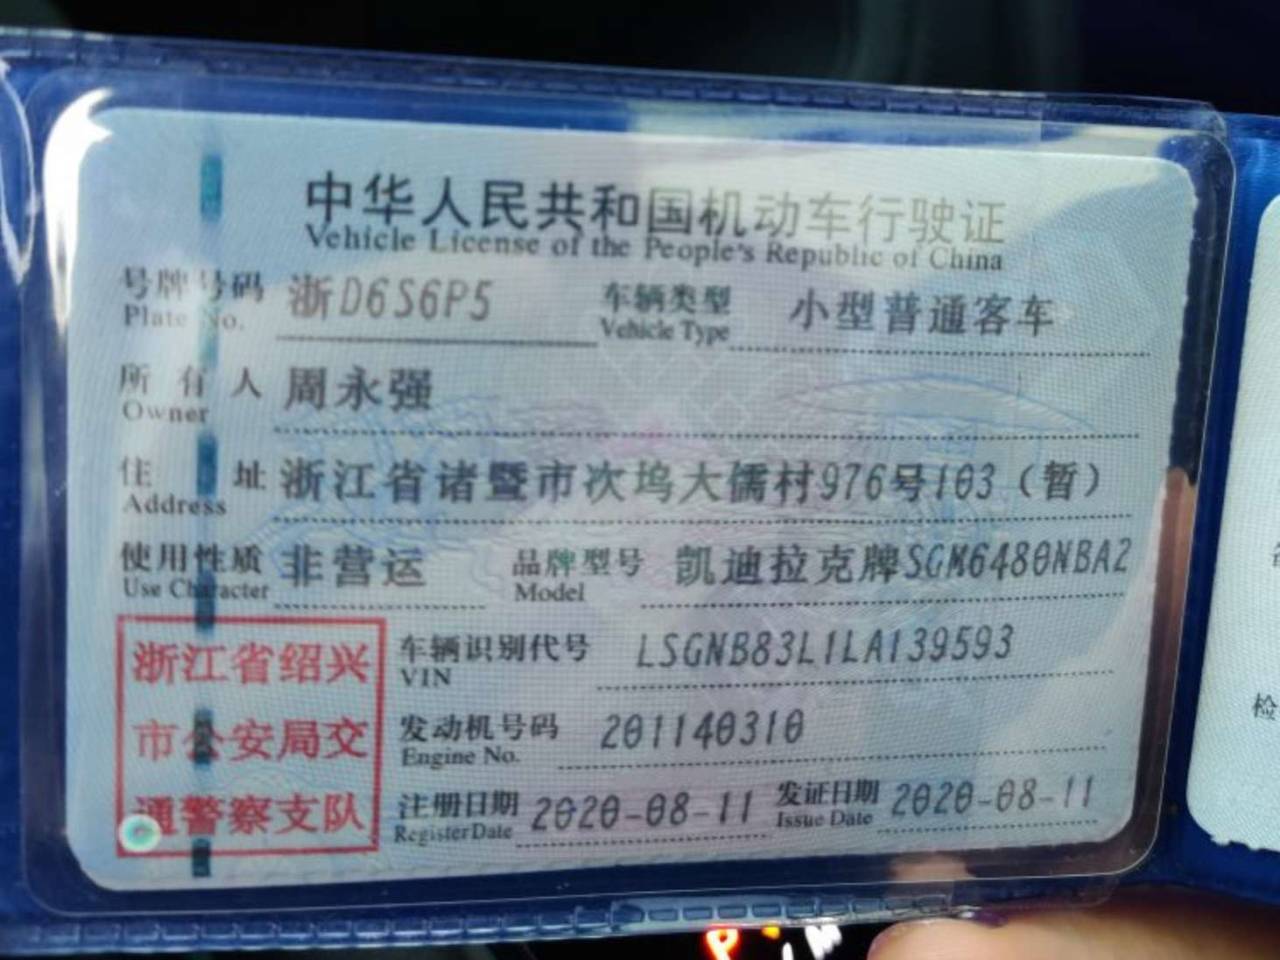 中华人民共和国机动车行驶证
Vehicle License of the People's Republic of China
号牌号码 浙D6S6P5 车辆类型 小型普通客车
Plate No. Vehicle Type
所有人 周永强
Owner
住址 浙江省诸暨市次坞大儒村976号103（暂）
Address
使用性质 非营运 品牌型号 凯迪拉克牌SGM6480NBA2
Use Character Model
浙江省绍兴
市公安局交
通警察支队
车辆识别代号 LSGNB83L1LA139593
VIN
发动机号码 201140310
Engine No.
注册日期 2020-08-11 发证日期 2020-08-11
Register Date Issue Date
检